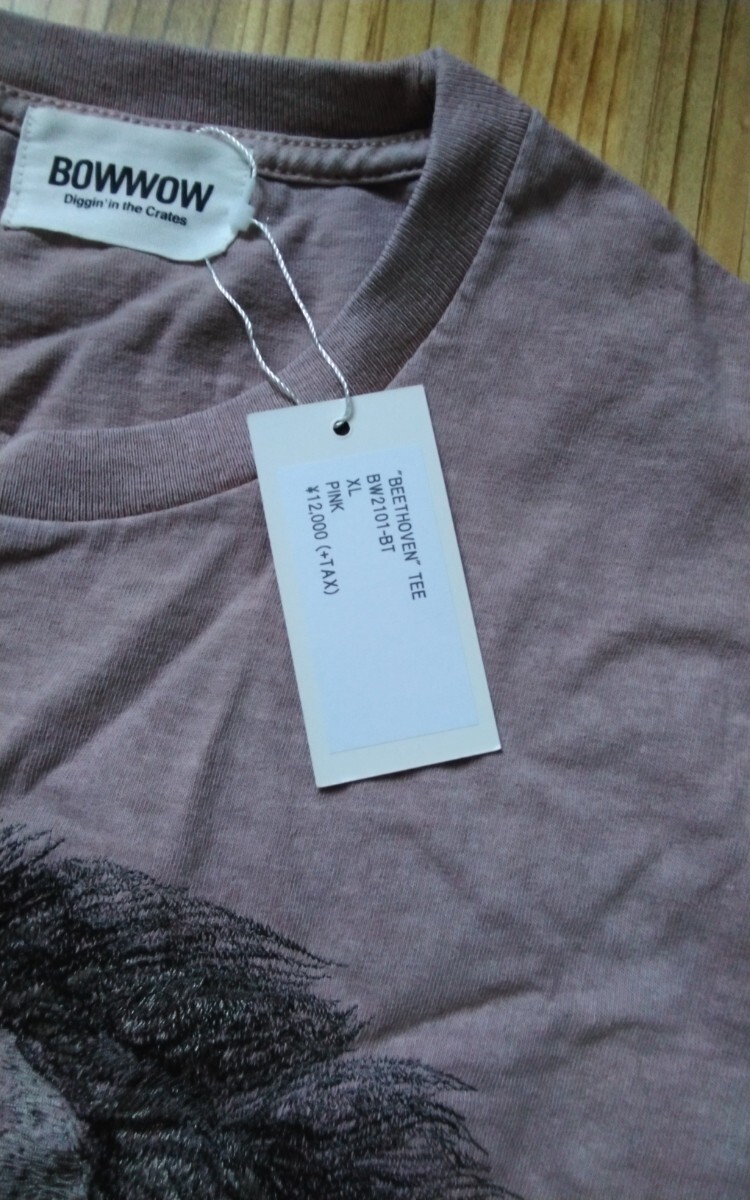 BOWWOW
Diggin' in the Crates
"BEETHOVEN" TEE
BW2101-BT
XL
PINK
¥12,000 (+TAX)